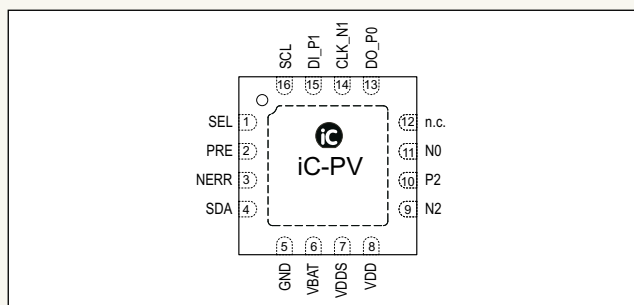 SCL
DI_P1
CLK_N1
DO_P0
16
15
14
13
SEL 1
PRE 2
NERR 3
SDA 4
iC
iC-PV
12 n.c.
11 N0
10 P2
9 N2
5
6
7
8
GND
VBAT
VDDS
VDD